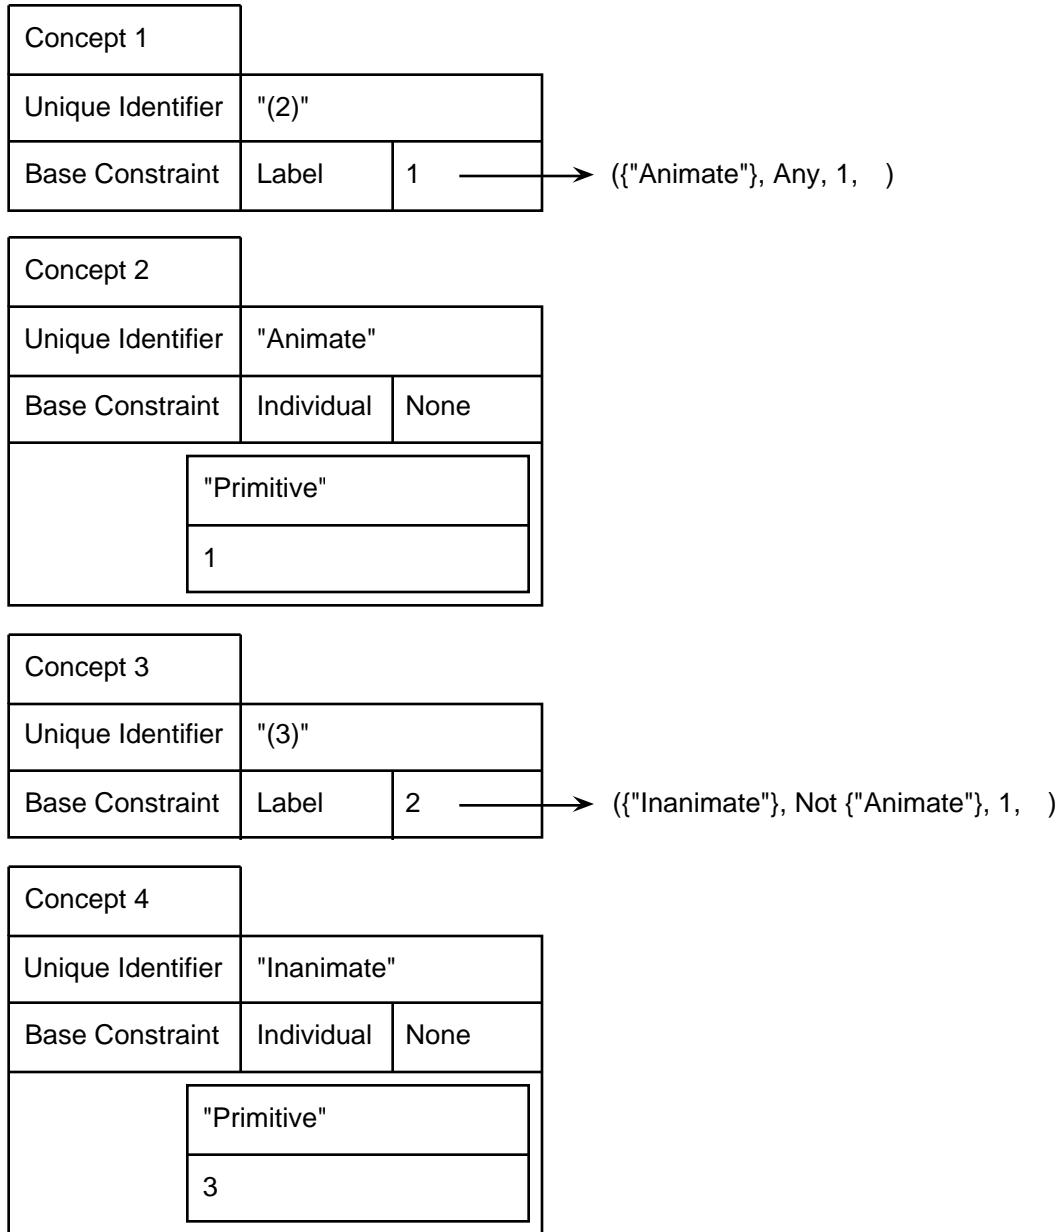 Concept 1
Unique Identifier "(2)"
Base Constraint Label 1 ({"Animate"}, Any, 1, )
Concept 2
Unique Identifier "Animate"
Base Constraint Individual None
"Primitive"
1
Concept 3
Unique Identifier "(3)"
Base Constraint Label 2 ({"Inanimate"}, Not {"Animate"}, 1, )
Concept 4
Unique Identifier "Inanimate"
Base Constraint Individual None
"Primitive"
3